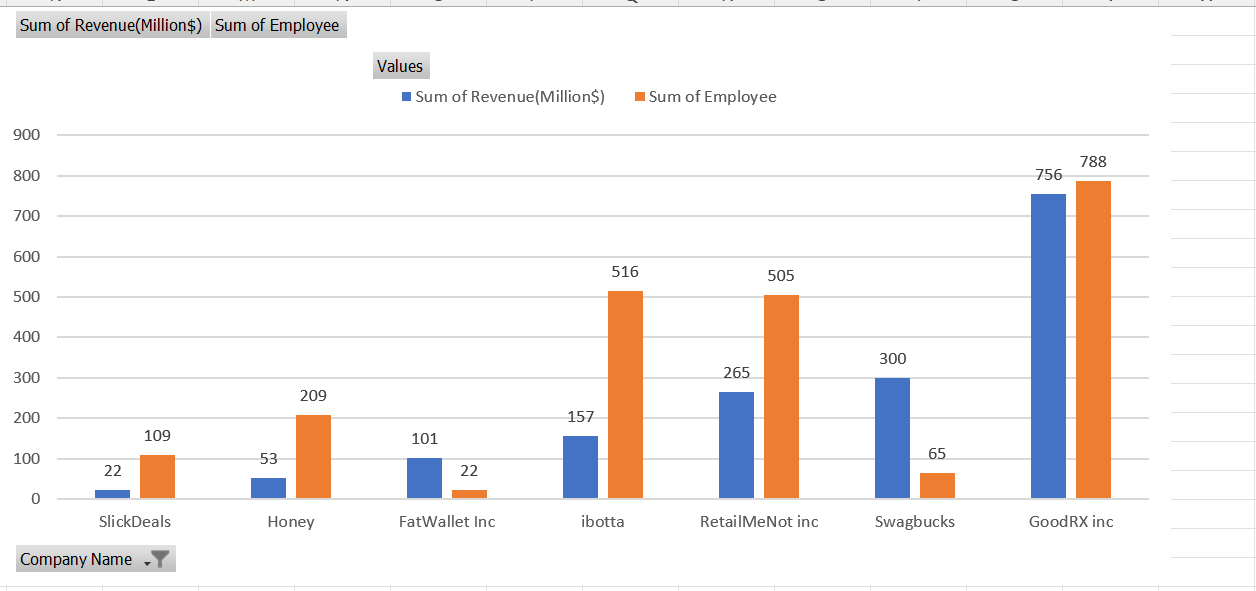 Sum of Revenue(Million$) Sum of Employee
Values
Sum of Revenue(Million$) Sum of Employee
900
800
700
600
500
400
300
200
100
0
22 109 53 209 101 22 157 516 265 505 300 65 756 788
SlickDeals Honey FatWallet Inc ibotta RetailMeNot inc Swagbucks GoodRX inc
Company Name